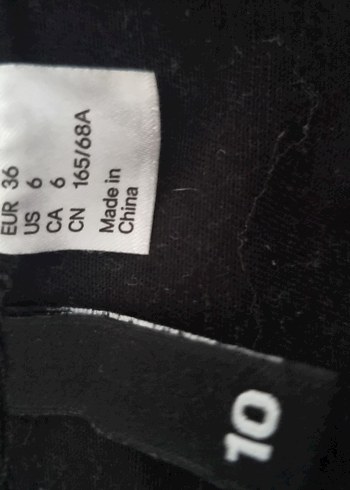 EUR 36
US 6
CA 6
CN 165/68A
Made in
China
10